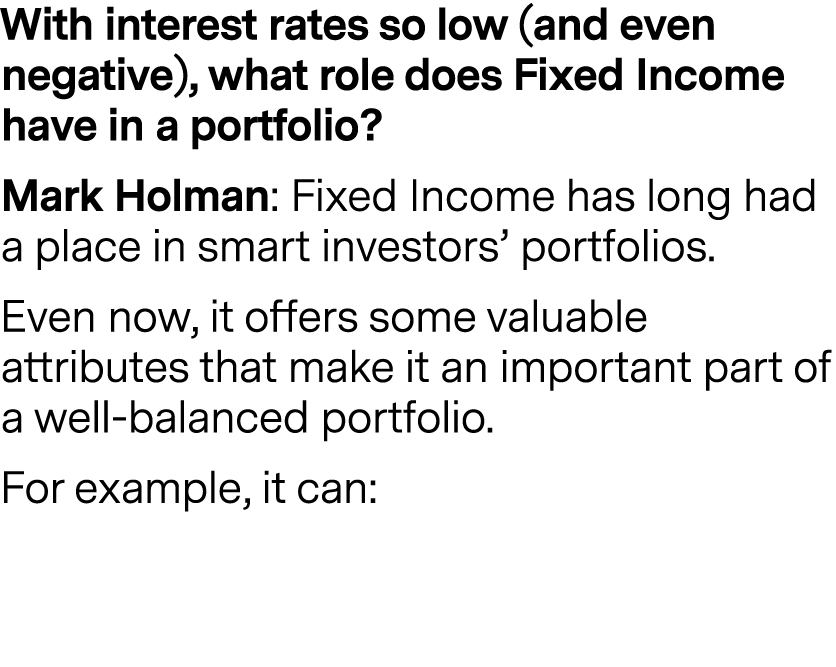 With interest rates so low (and even
negative), what role does Fixed Income
have in a portfolio?
Mark Holman: Fixed Income has long had
a place in smart investors’ portfolios.
Even now, it offers some valuable
attributes that make it an important part of
a well-balanced portfolio.
For example, it can: